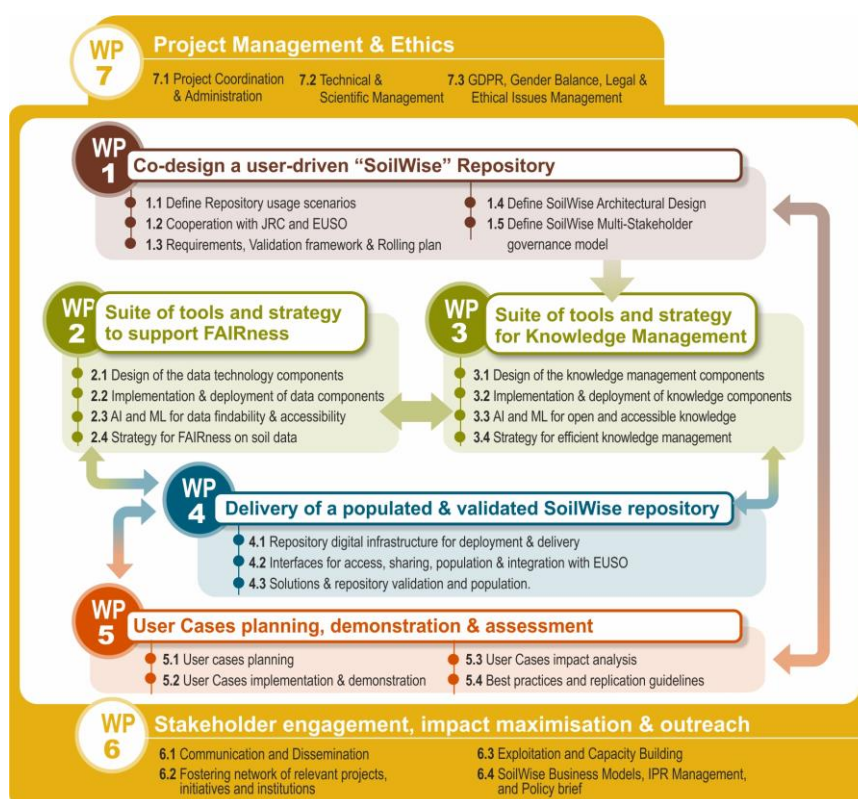 WP
7
Project Management & Ethics
7.1 Project Coordination
& Administration
7.2 Technical &
Scientific Management
7.3 GDPR, Gender Balance, Legal &
Ethical Issues Management
WP
1
Co-design a user-driven “SoilWise” Repository
1.1 Define Repository usage scenarios
1.2 Cooperation with JRC and EUSO
1.3 Requirements, Validation framework & Rolling plan
1.4 Define SoilWise Architectural Design
1.5 Define SoilWise Multi-Stakeholder
governance model
WP
2
Suite of tools and strategy
to support FAIRness
2.1 Design of the data technology components
2.2 Implementation & deployment of data components
2.3 AI and ML for data findability & accessibility
2.4 Strategy for FAIRness on soil data
WP
3
Suite of tools and strategy
for Knowledge Management
3.1 Design of the knowledge management components
3.2 Implementation & deployment of knowledge components
3.3 AI and ML for open and accessible knowledge
3.4 Strategy for efficient knowledge management
WP
4
Delivery of a populated & validated SoilWise repository
4.1 Repository digital infrastructure for deployment & delivery
4.2 Interfaces for access, sharing, population & integration with EUSO
4.3 Solutions & repository validation and population.
WP
5
User Cases planning, demonstration & assessment
5.1 User cases planning
5.2 User Cases implementation & demonstration
5.3 User Cases impact analysis
5.4 Best practices and replication guidelines
WP
6
Stakeholder engagement, impact maximisation & outreach
6.1 Communication and Dissemination
6.2 Fostering network of relevant projects,
initiatives and institutions
6.3 Exploitation and Capacity Building
6.4 SoilWise Business Models, IPR Management,
and Policy brief